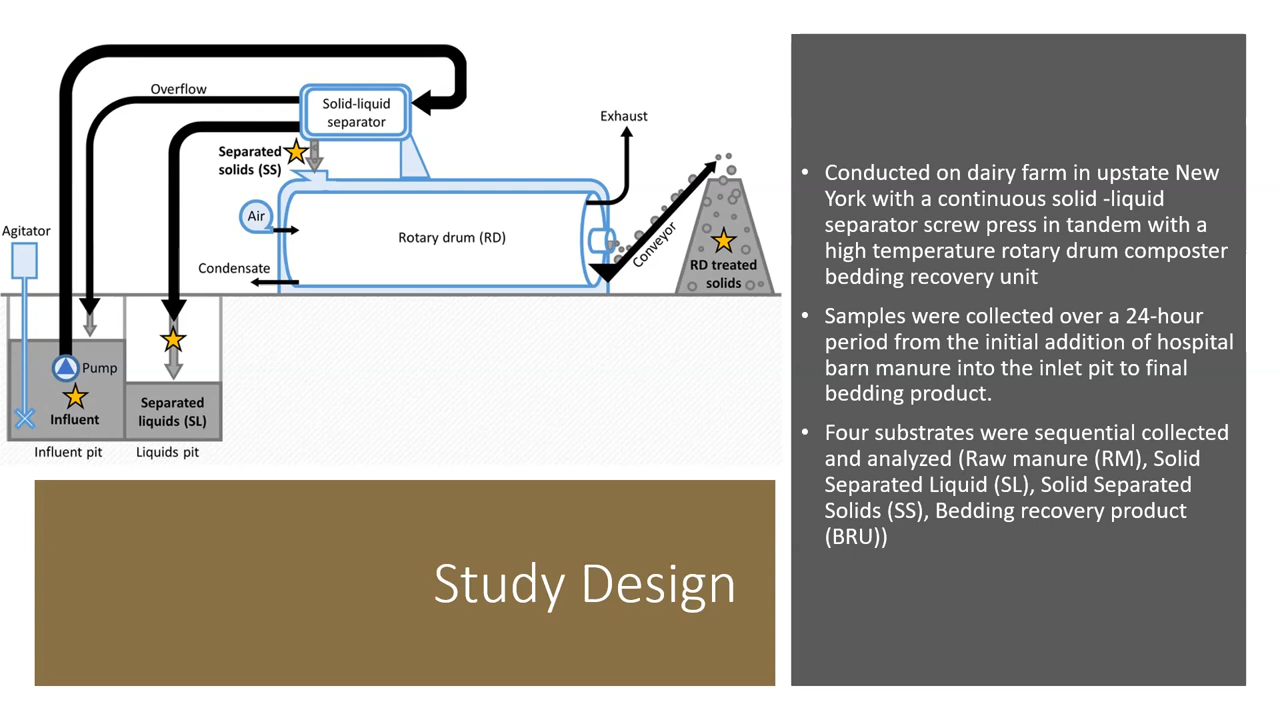 Overflow
Solid-liquid
separator
Exhaust
Separated
solids (SS)
Air
Agitator
Rotary drum (RD)
Conveyor
Condensate
RD treated
solids
Pump
Influent
Separated
liquids (SL)
Influent pit
Liquids pit
Study Design
• Conducted on dairy farm in upstate New
York with a continuous solid -liquid
separator screw press in tandem with a
high temperature rotary drum composter
bedding recovery unit
• Samples were collected over a 24-hour
period from the initial addition of hospital
barn manure into the inlet pit to final
bedding product.
• Four substrates were sequential collected
and analyzed (Raw manure (RM), Solid
Separated Liquid (SL), Solid Separated
Solids (SS), Bedding recovery product
(BRU))